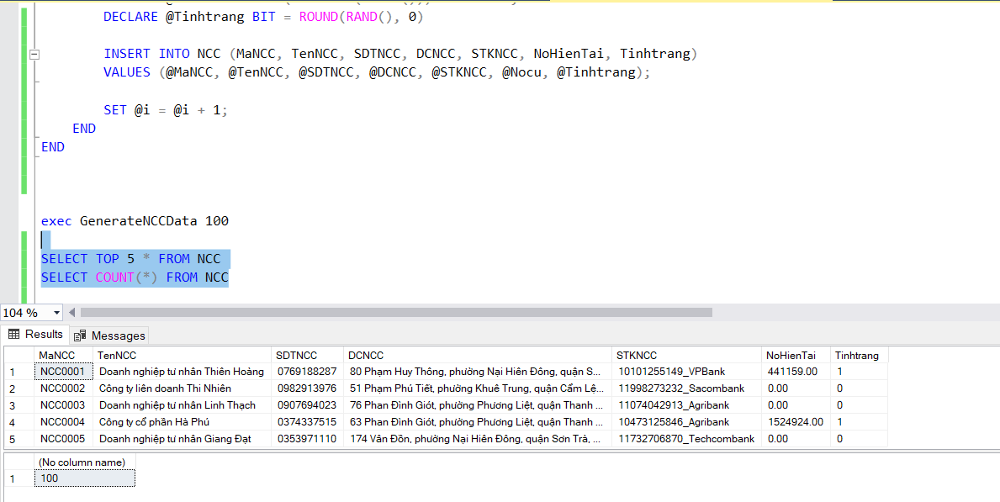 DECLARE @Tinhtrang BIT = ROUND(RAND(), 0)
INSERT INTO NCC (MaNCC, TenNCC, SDTNCC, DCNCC, STKNCC, NoHienTai, Tinhtrang)
VALUES (@MaNCC, @TenNCC, @SDTNCC, @DCNCC, @STKNCC, @Nocu, @Tinhtrang);
SET @i = @i + 1;
END
END
exec GenerateNCCData 100
SELECT TOP 5 * FROM NCC
SELECT COUNT(*) FROM NCC
104 %
Results Messages
MaNCC TenNCC SDTNCC DCNCC STKNCC NoHienTai Tinhtrang
1 NCC0001 Doanh nghiệp tư nhân Thiên Hoàng 0769188287 80 Phạm Huy Thông, phường Nại Hiên Đông, quận S... 10101255149_VPBank 441159.00 1
2 NCC0002 Công ty liên doanh Thi Nhiên 0982913976 51 Phạm Phú Tiết, phường Khuê Trung, quận Cẩm Lệ... 11998273232_Sacombank 0.00 0
3 NCC0003 Doanh nghiệp tư nhân Linh Thạch 0907694023 76 Phan Đình Giót, phường Phương Liệt, quận Thanh ... 11074042913_Agribank 0.00 0
4 NCC0004 Công ty cổ phần Hà Phú 0374337515 63 Phan Đình Giót, phường Phương Liệt, quận Thanh ... 10473125846_Agribank 1524924.00 1
5 NCC0005 Doanh nghiệp tư nhân Giang Đạt 0353971110 174 Vân Đồn, phường Nại Hiên Đông, quận Sơn Trà, ... 11732706870_Techcombank 0.00 0
(No column name)
1 100